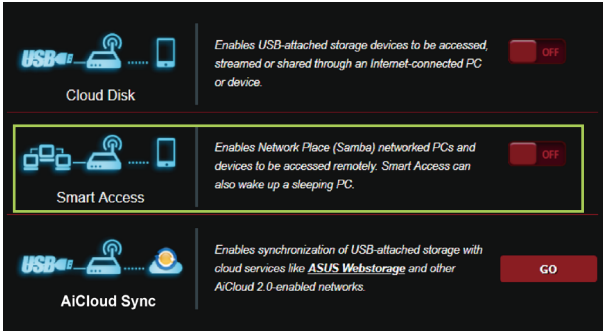 USB
Enables USB-attached storage devices to be accessed,
streamed or shared through an Internet-connected PC
or device.
OFF
Cloud Disk
Enables Network Place (Samba) networked PCs and
devices to be accessed remotely. Smart Access can
also wake up a sleeping PC.
OFF
Smart Access
USB
Enables synchronization of USB-attached storage with
cloud services like ASUS Webstorage and other
AiCloud 2.0-enabled networks.
GO
AiCloud Sync